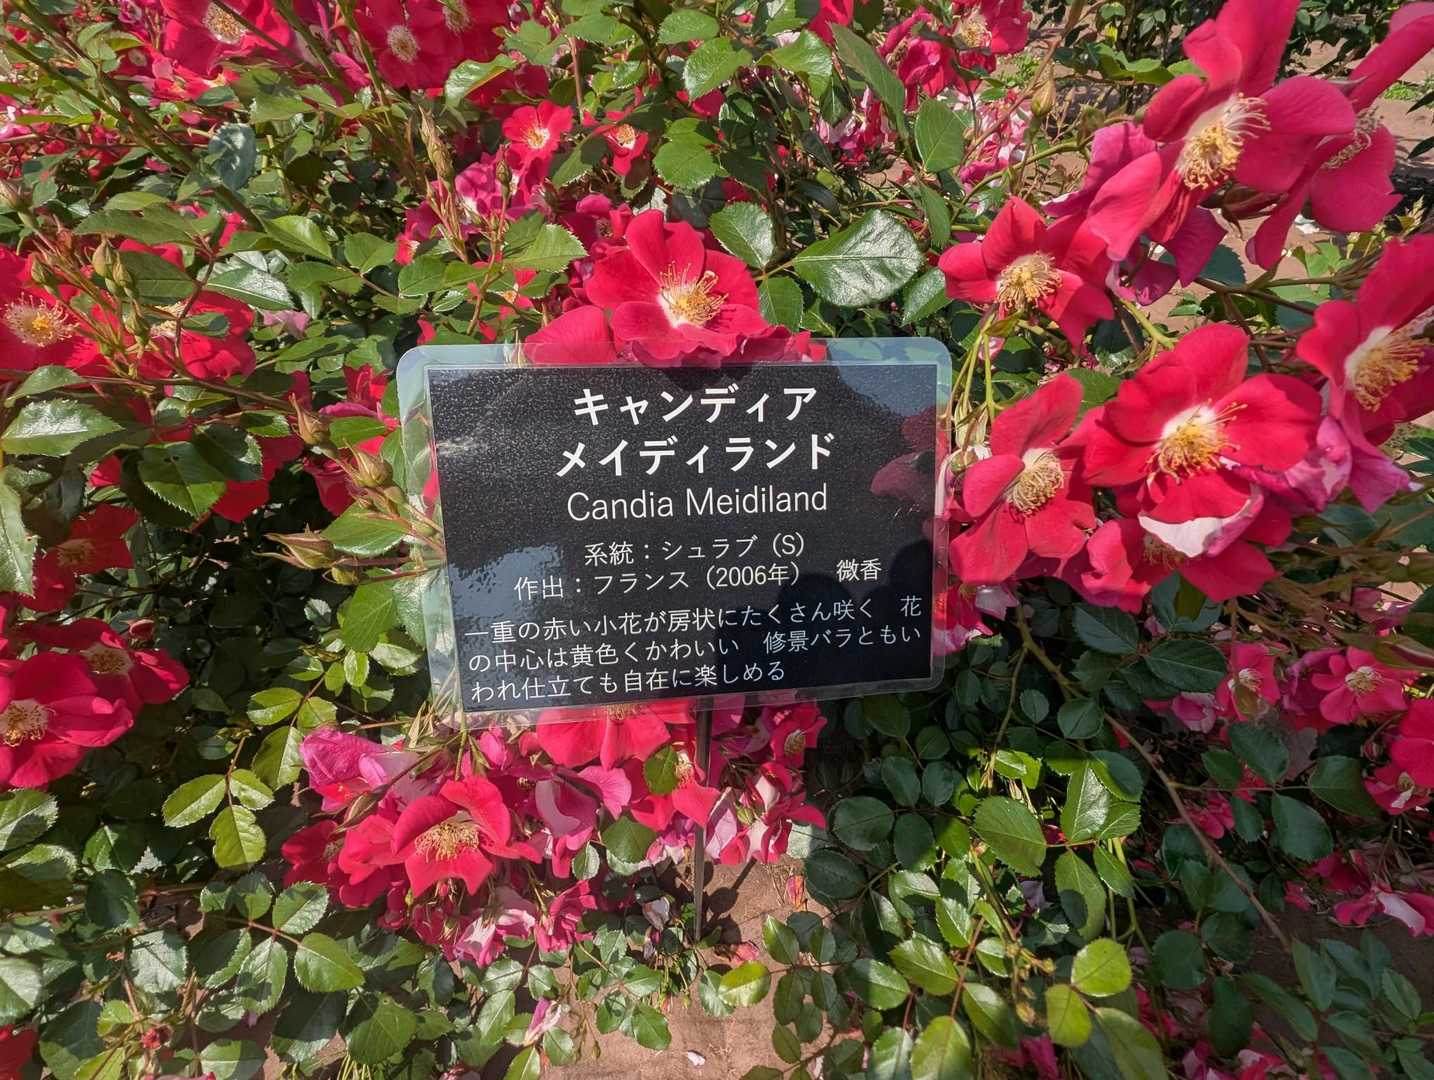 キャンディア
メイディランド
Candia Meidiland
系統：シュラブ（S）
作出：フランス（2006年）　微香
一重の赤い小花が房状にたくさん咲く　花
の中心は黄色くかわいい　修景バラともい
われ仕立ても自在に楽しめる